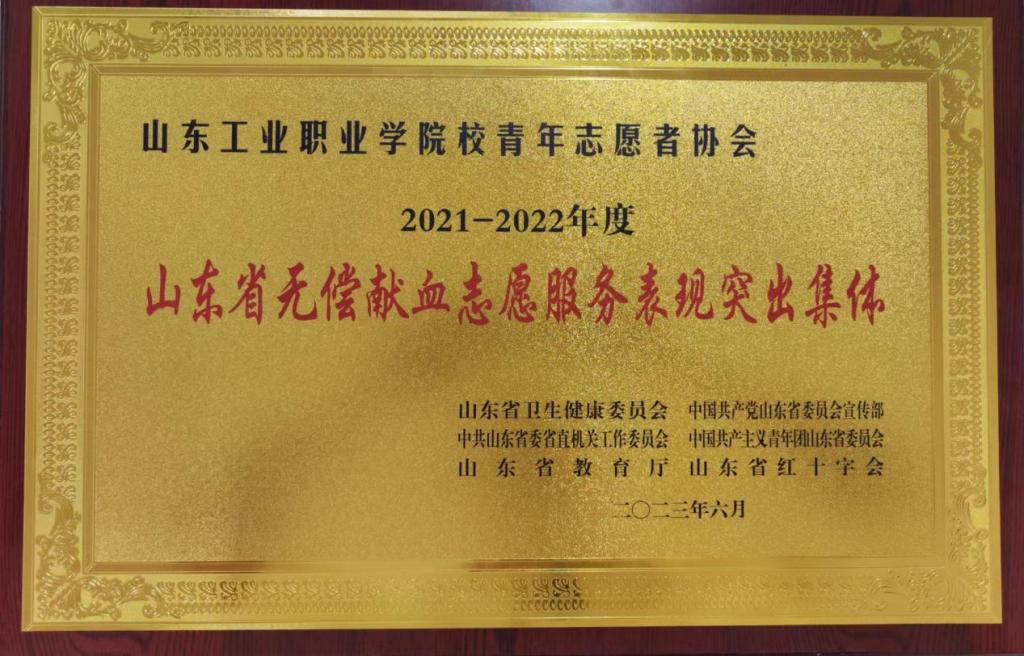 山东工业职业学院校青年志愿者协会
2021-2022年度
山东省无偿献血志愿服务表现突出集体
山东省卫生健康委员会 中国共产党山东省委员会宣传部
中共山东省委省直机关工作委员会 中国共产主义青年团山东省委员会
山东省教育厅 山东省红十字会
二〇二三年六月